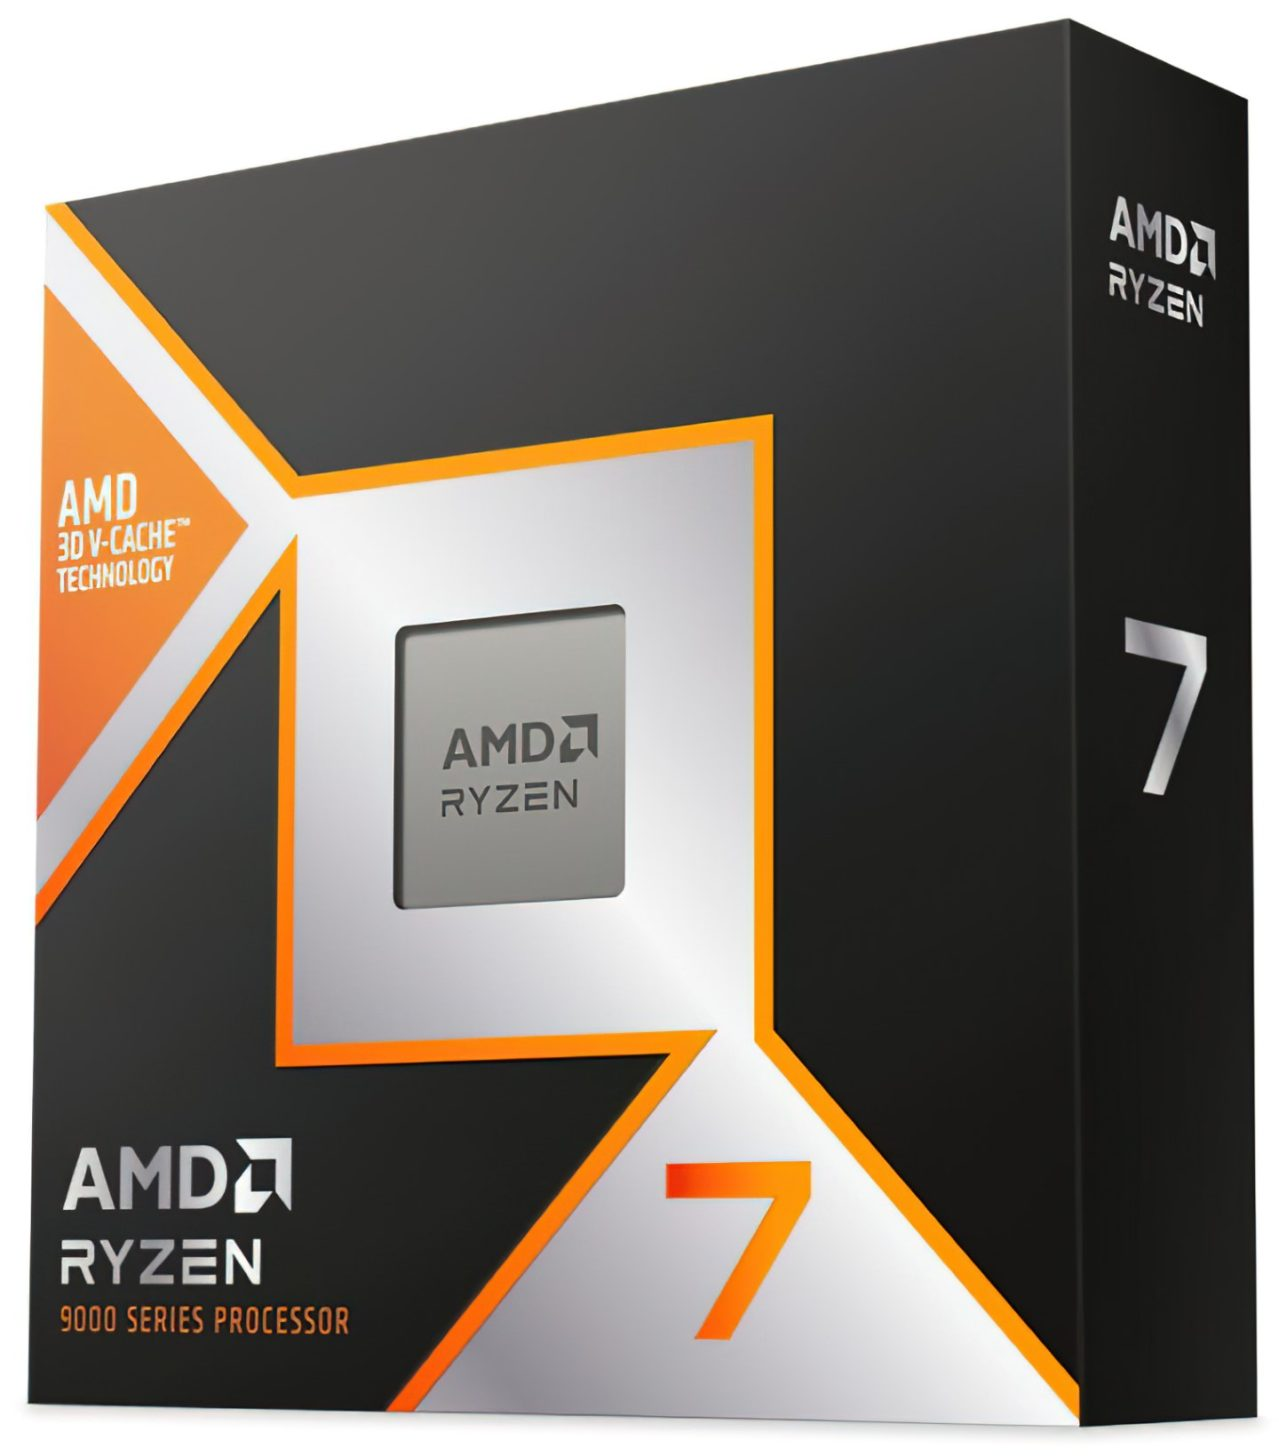 AMD
RYZEN
7
AMD
3D V-CACHE™
TECHNOLOGY
AMD
RYZEN
AMD
RYZEN
9000 SERIES PROCESSOR
7